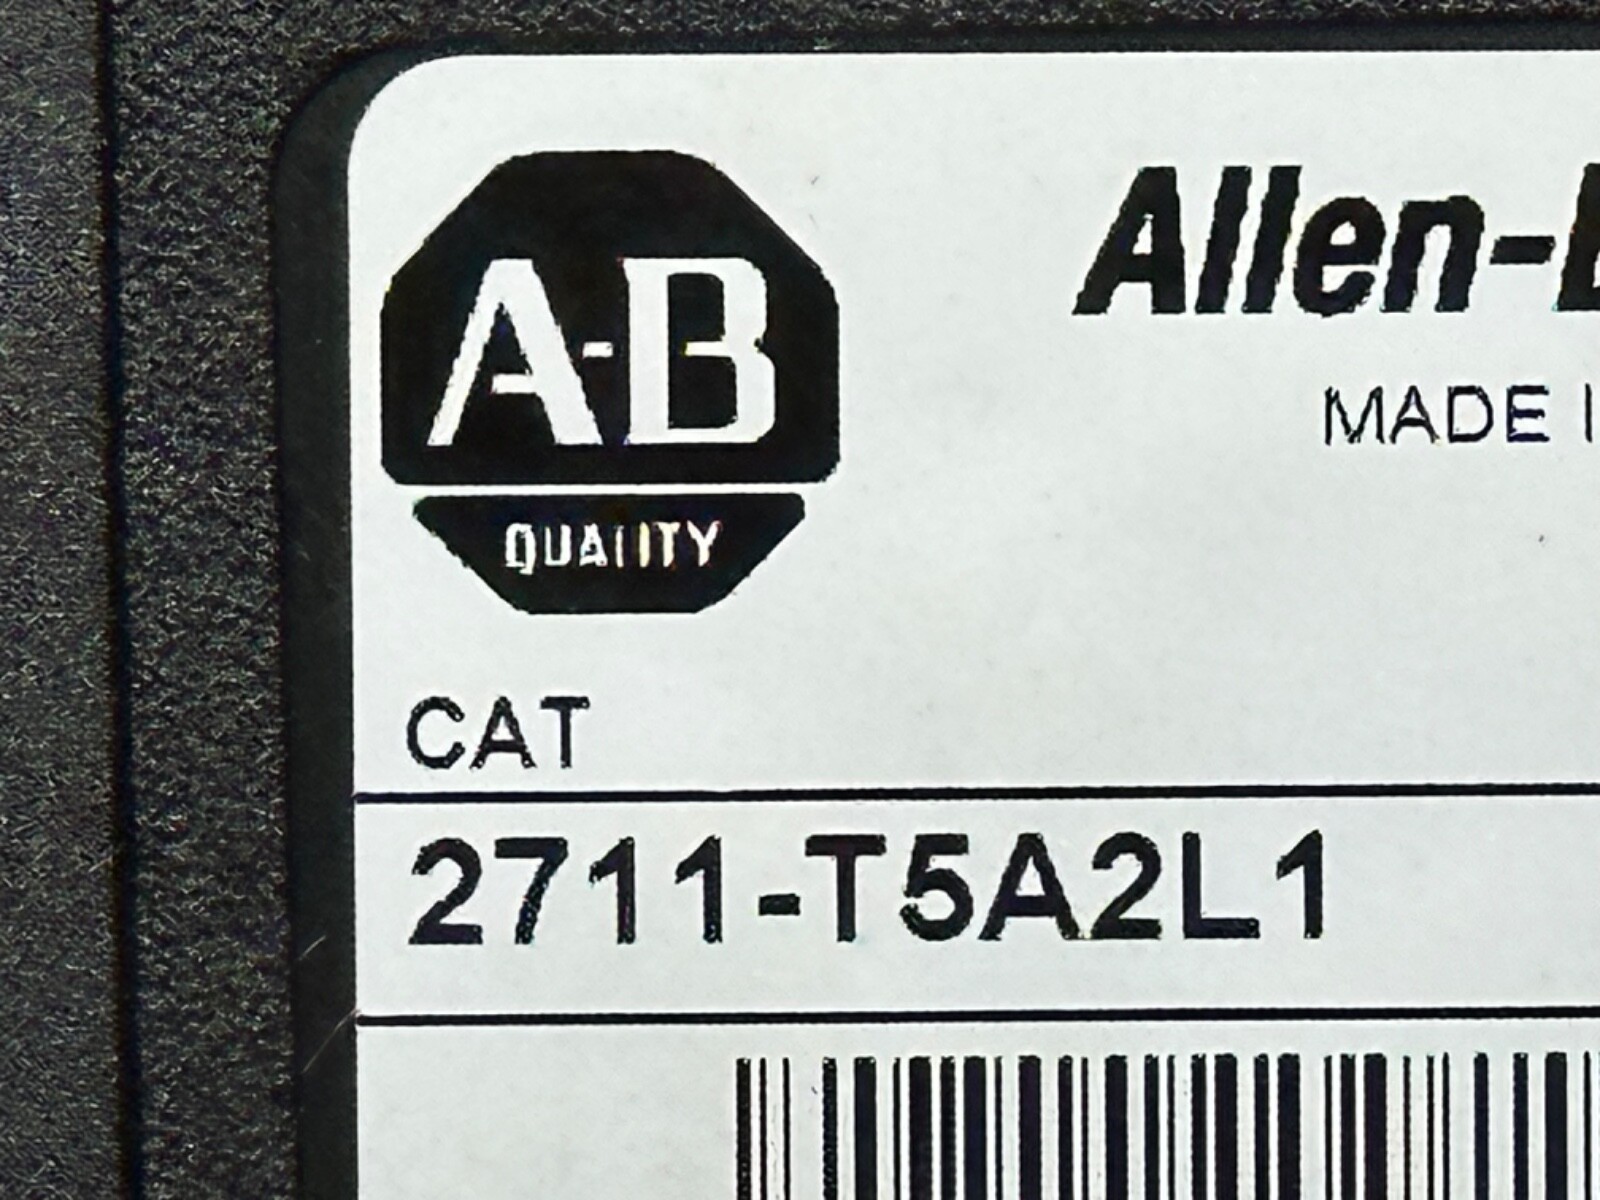 Allen-B
MADE I
A-B
QUALITY
CAT
2711-T5A2L1